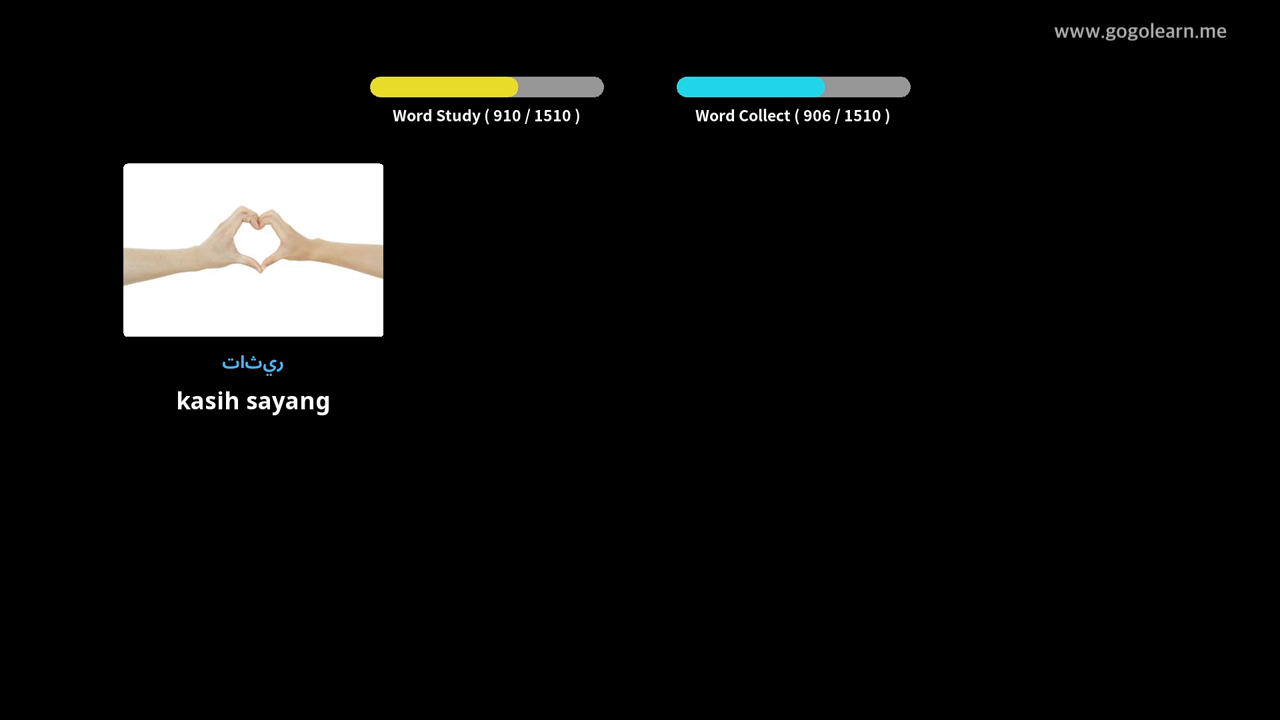 www.gogolearn.me
Word Study ( 910 / 1510 )
Word Collect ( 906 / 1510 )
ريثات
kasih sayang